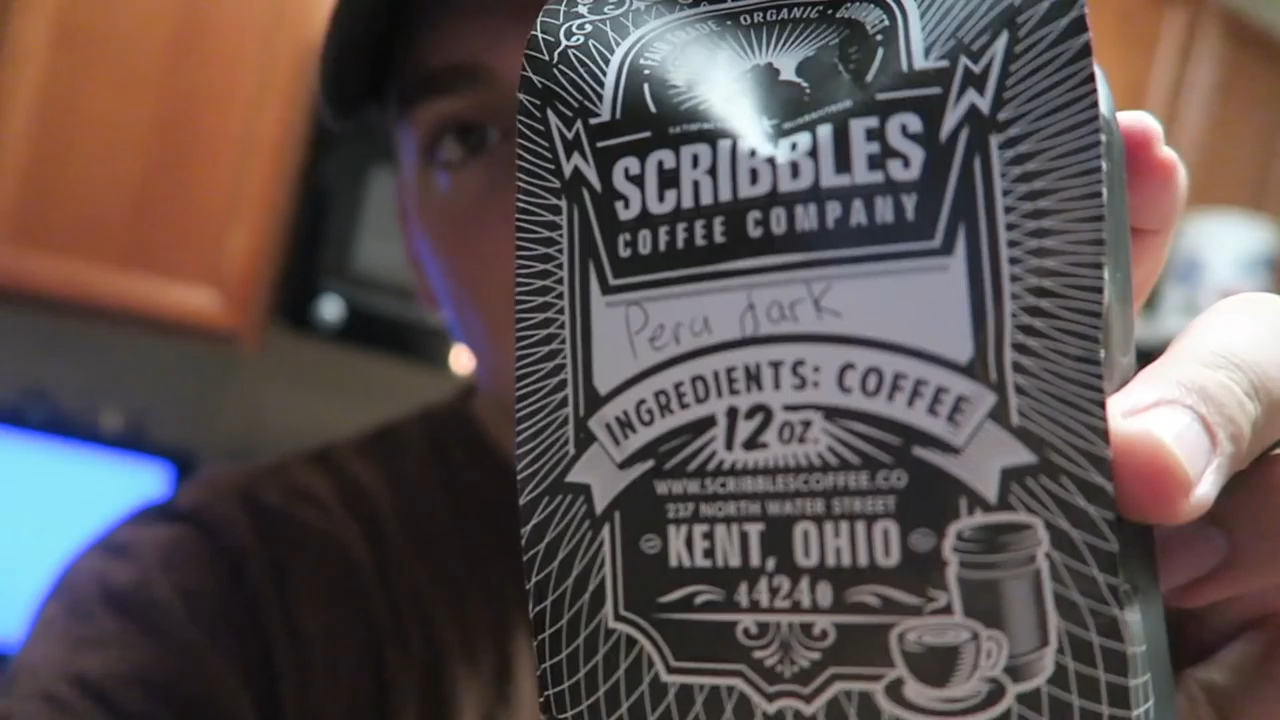 FAIR TRADE · ORGANIC · GOURMET
SCRIBBLES
COFFEE COMPANY
Peru dark
INGREDIENTS: COFFEE
12 OZ.
WWW.SCRIBBLESCOFFEE.CO
237 NORTH WATER STREET
KENT, OHIO
44240